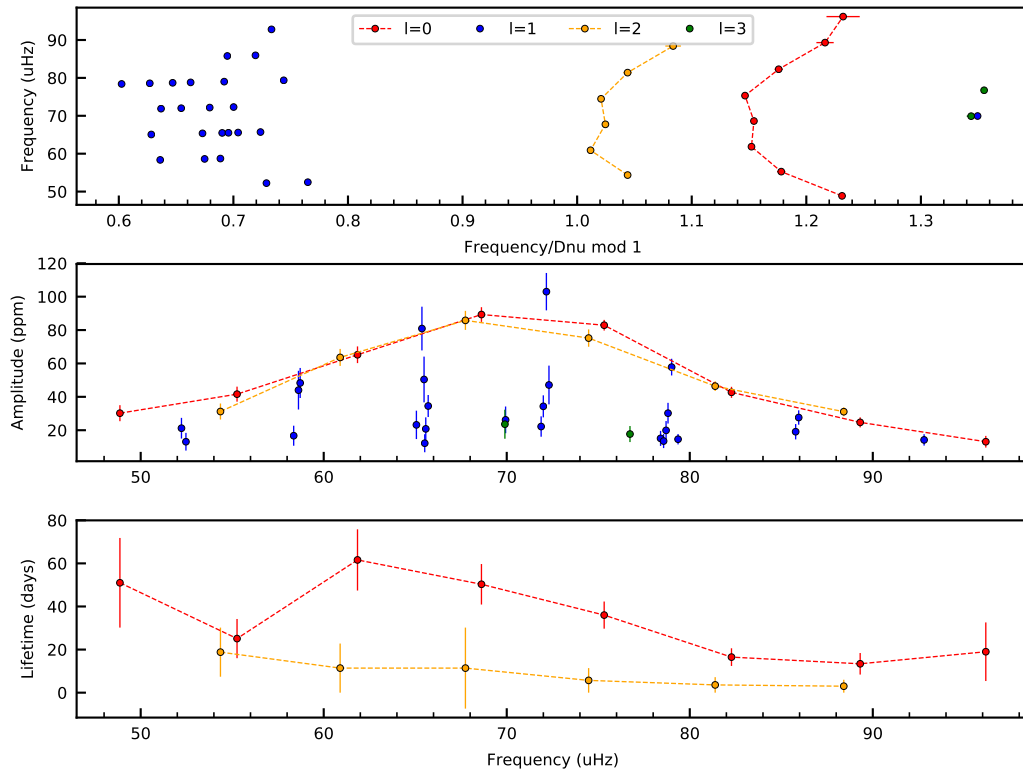 l=0 l=1 l=2 l=3
Frequency (uHz)
90
80
70
60
50
0.6 0.7 0.8 0.9 1.0 1.1 1.2 1.3
Frequency/Dnu mod 1
Amplitude (ppm)
120
100
80
60
40
20
50 60 70 80 90
Lifetime (days)
80
60
40
20
0
50 60 70 80 90
Frequency (uHz)